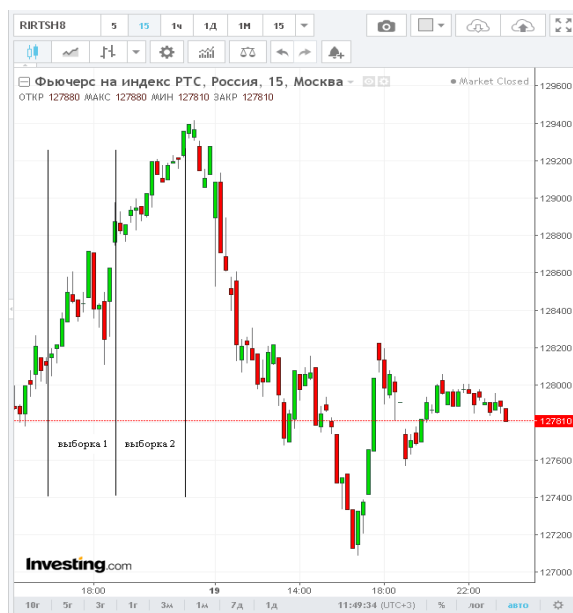 RIRTSH8 5 15 1ч 1Д 1М 15
Фьючерс на индекс РТС, Россия, 15, Москва
Market Closed
ОТКР 127880 МАКС 127880 МИН 127810 ЗАКР 127810
129600
129400
129200
129000
128800
128600
128400
128200
128000
127810
127600
127400
127200
127000
выборка 1 выборка 2
Investing.com
18:00 19 14:00 18:00 22:00
10г 5г 3г 1г 3м 1м 7д 1д 11:49:34 (UTC+3) % лог авто